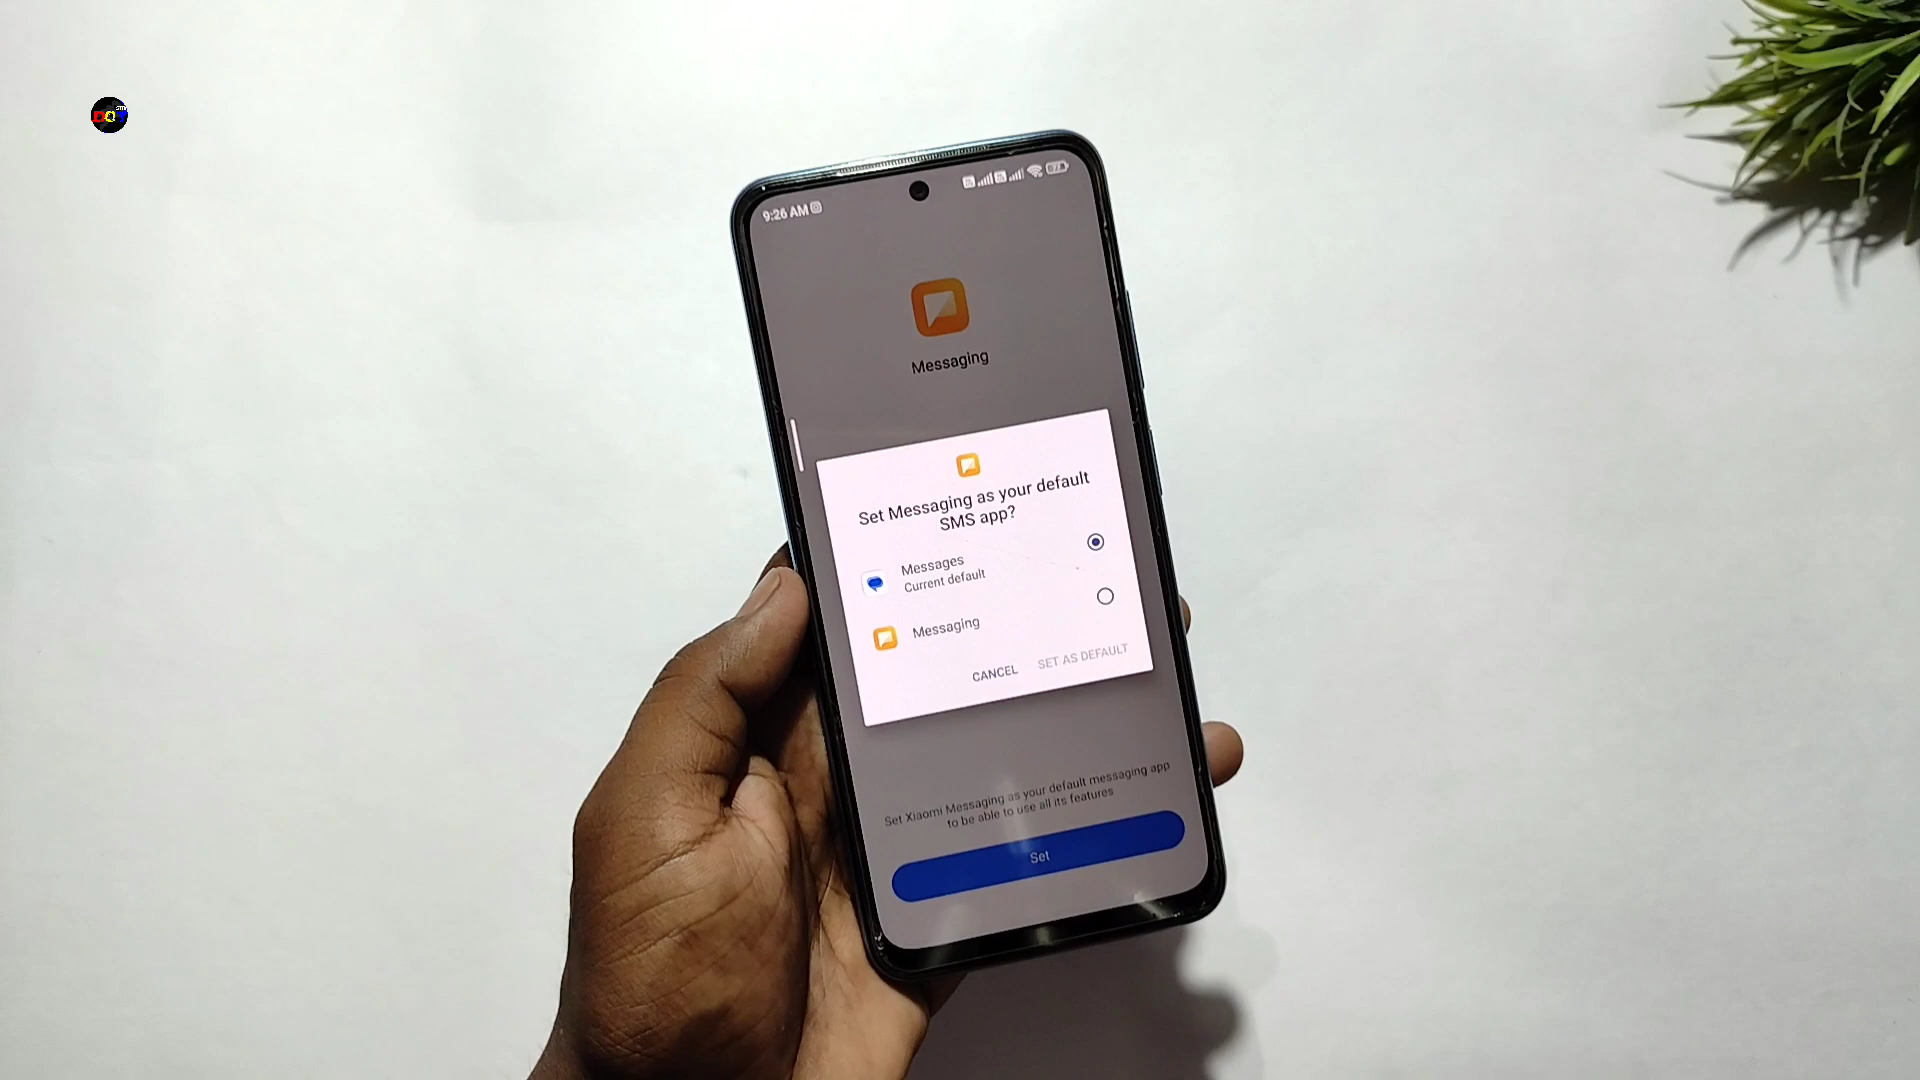 DOT
9:26 AM
Messaging
Set Messaging as your default
SMS app?
Messages
Current default
Messaging
CANCEL
SET AS DEFAULT
Set Xiaomi Messaging as your default messaging app
to be able to use all its features
Set